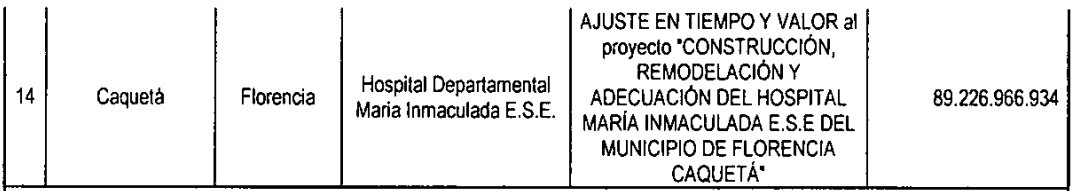 14
Caquetá
Florencia
Hospital Departamental
Maria Inmaculada E.S.E.
AJUSTE EN TIEMPO Y VALOR al
proyecto "CONSTRUCCIÓN,
REMODELACIÓN Y
ADECUACIÓN DEL HOSPITAL
MARÍA INMACULADA E.S.E DEL
MUNICIPIO DE FLORENCIA
CAQUETÁ"
89.226.966.934